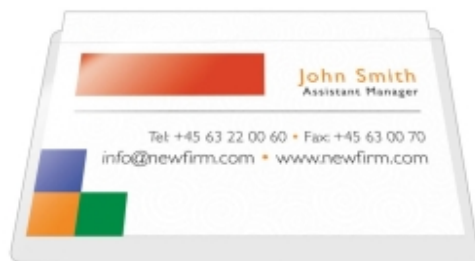 John Smith
Assistant Manager
Tel: +45 63 22 00 60 • Fax: +45 63 00 70
info@newfirm.com • www.newfirm.com